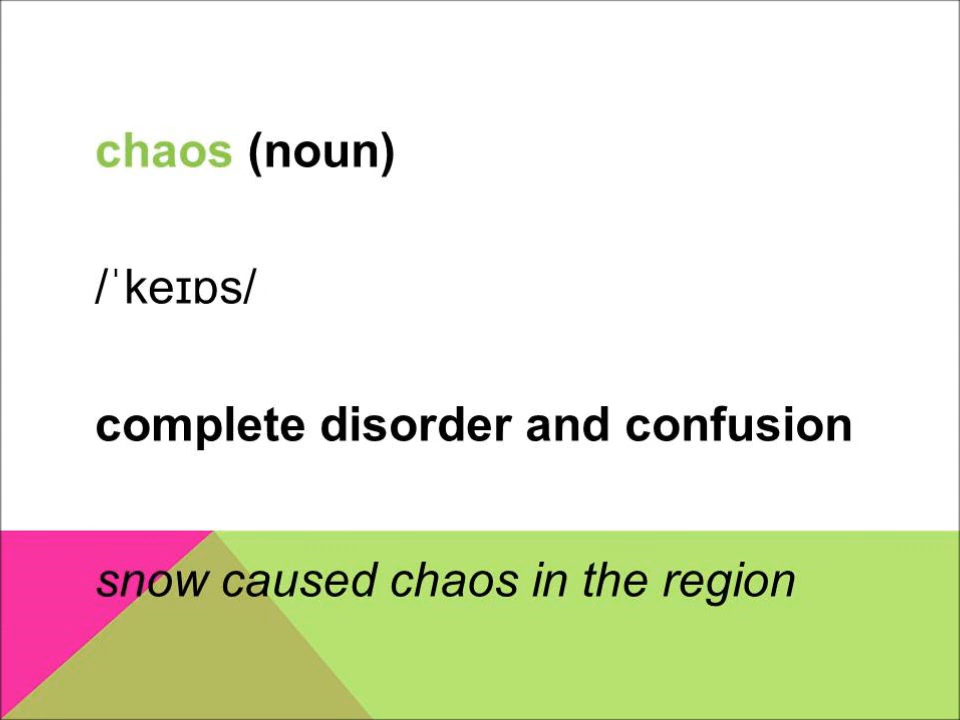 chaos (noun)
/ˈkeɪɒs/
complete disorder and confusion
snow caused chaos in the region